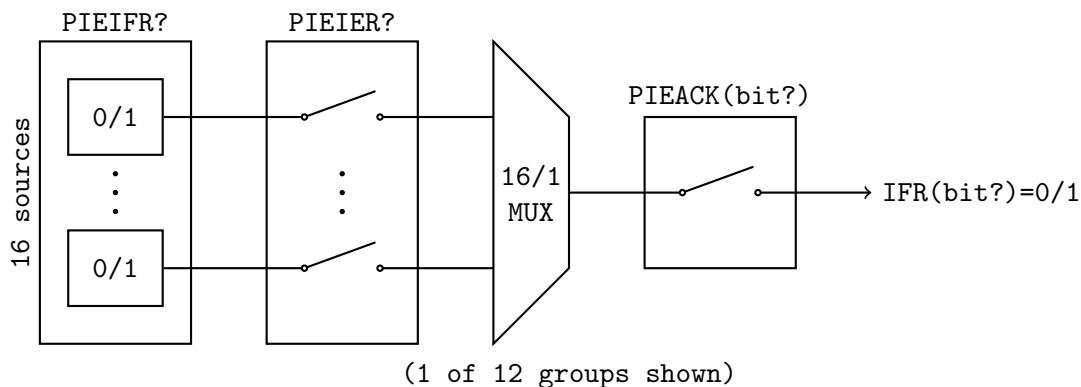 PIEIFR?
PIEIER?
16 sources
0/1
0/1
16/1
MUX
PIEACK(bit?)
IFR(bit?)=0/1
(1 of 12 groups shown)